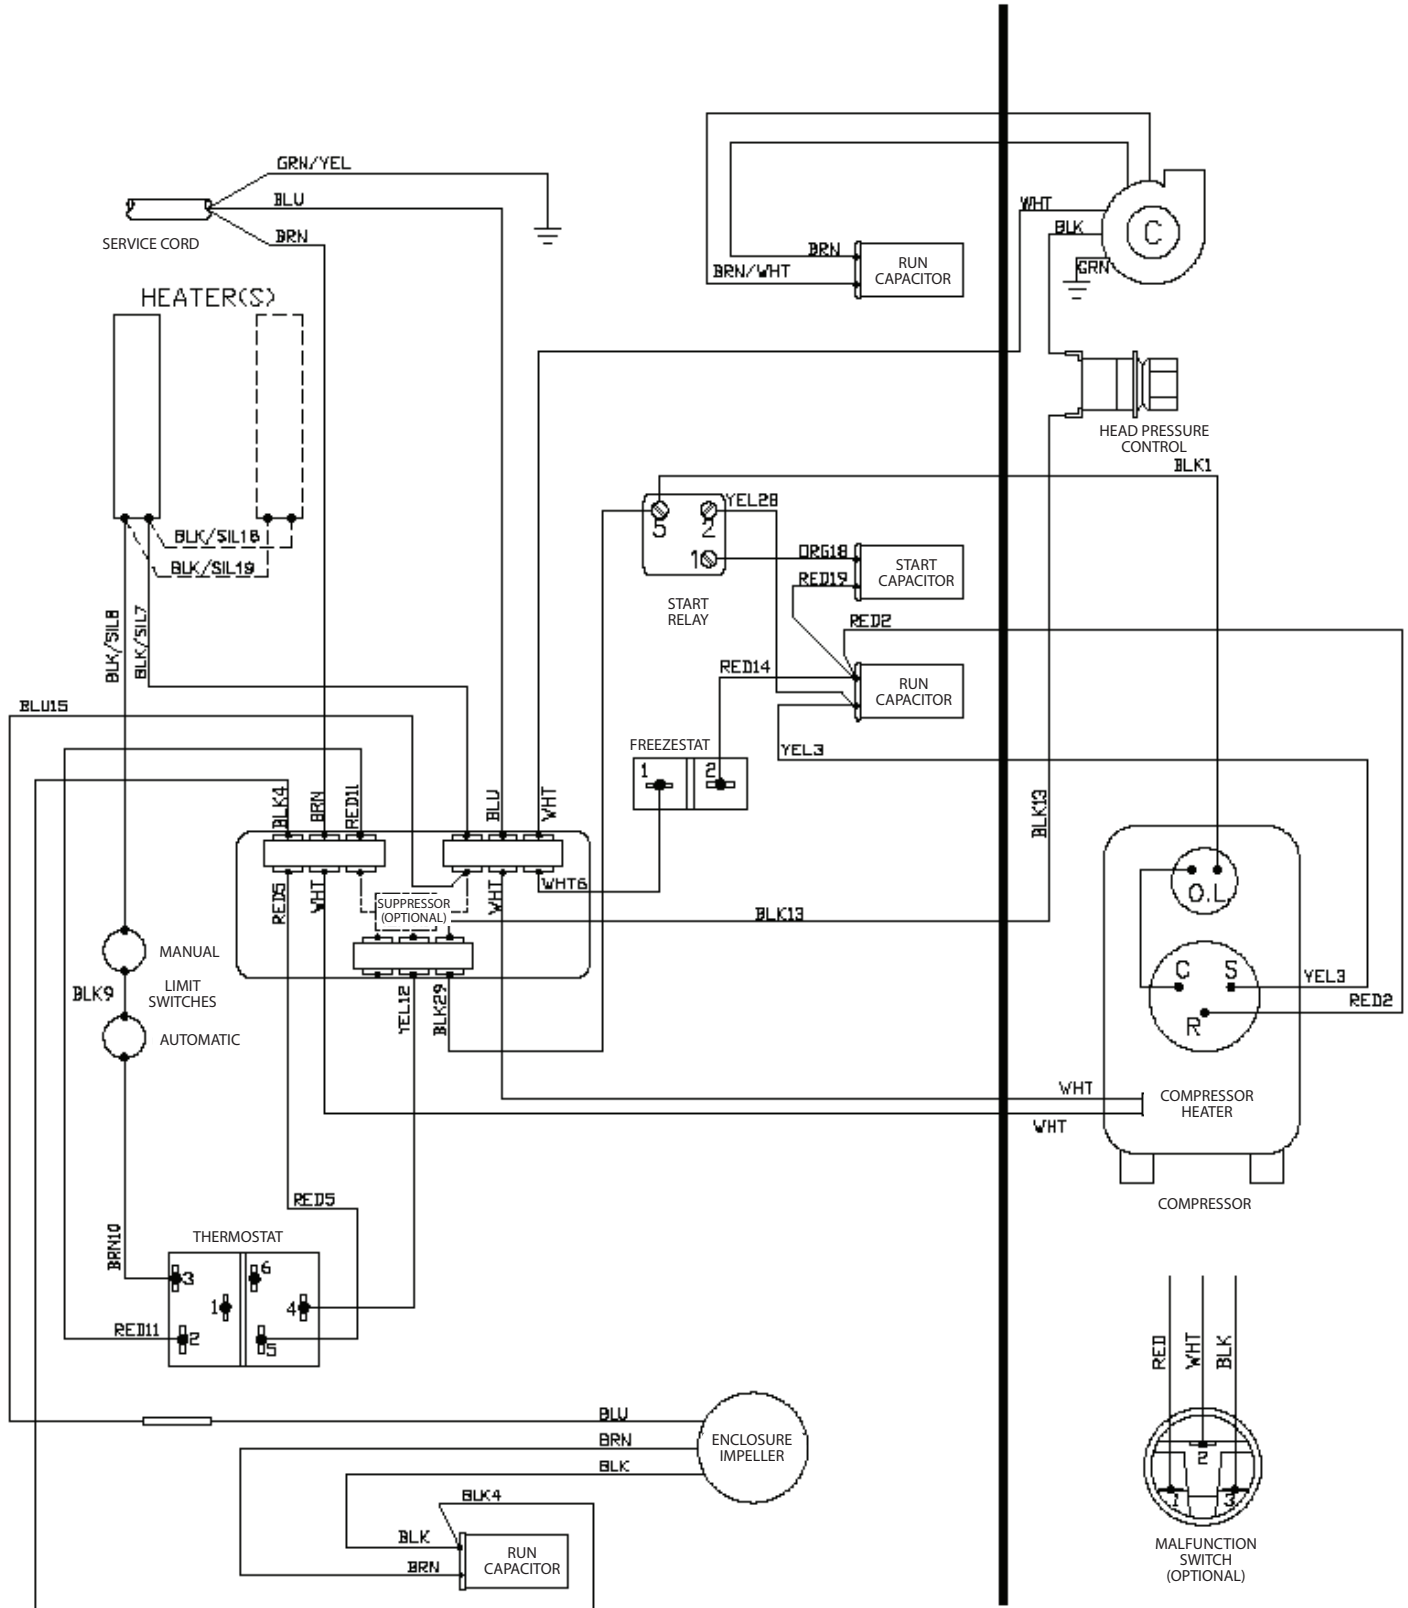 GRN/YEL
BLU
BRN
SERVICE CORD
HEATER(S)
BLK/SIL18
BLK/SIL19
BLK/SIL8
BLK/SIL7
BRN
BRN/WHT
RUN
CAPACITOR
WHT
BLK
GRN
C
HEAD PRESSURE
CONTROL
BLK1
5
2
1
YEL28
START
RELAY
ORG18
RED19
START
CAPACITOR
RED2
RED14
RUN
CAPACITOR
YEL3
FREEZESTAT
1
2
BLU15
BLK4
BRN
RED11
BLU
WHT
RED5
WHT
WHT
WHT6
SUPPRESSOR
(OPTIONAL)
BLK13
BLK13
YEL12
BLK29
MANUAL
LIMIT
SWITCHES
BLK9
AUTOMATIC
O.L
C
S
R
YEL3
RED2
WHT
WHT
COMPRESSOR
HEATER
COMPRESSOR
RED5
BRN10
THERMOSTAT
3
6
1
4
2
5
RED11
BLU
BRN
BLK
ENCLOSURE
IMPELLER
BLK4
BLK
BRN
RUN
CAPACITOR
RED
WHT
BLK
2
1
3
MALFUNCTION
SWITCH
(OPTIONAL)